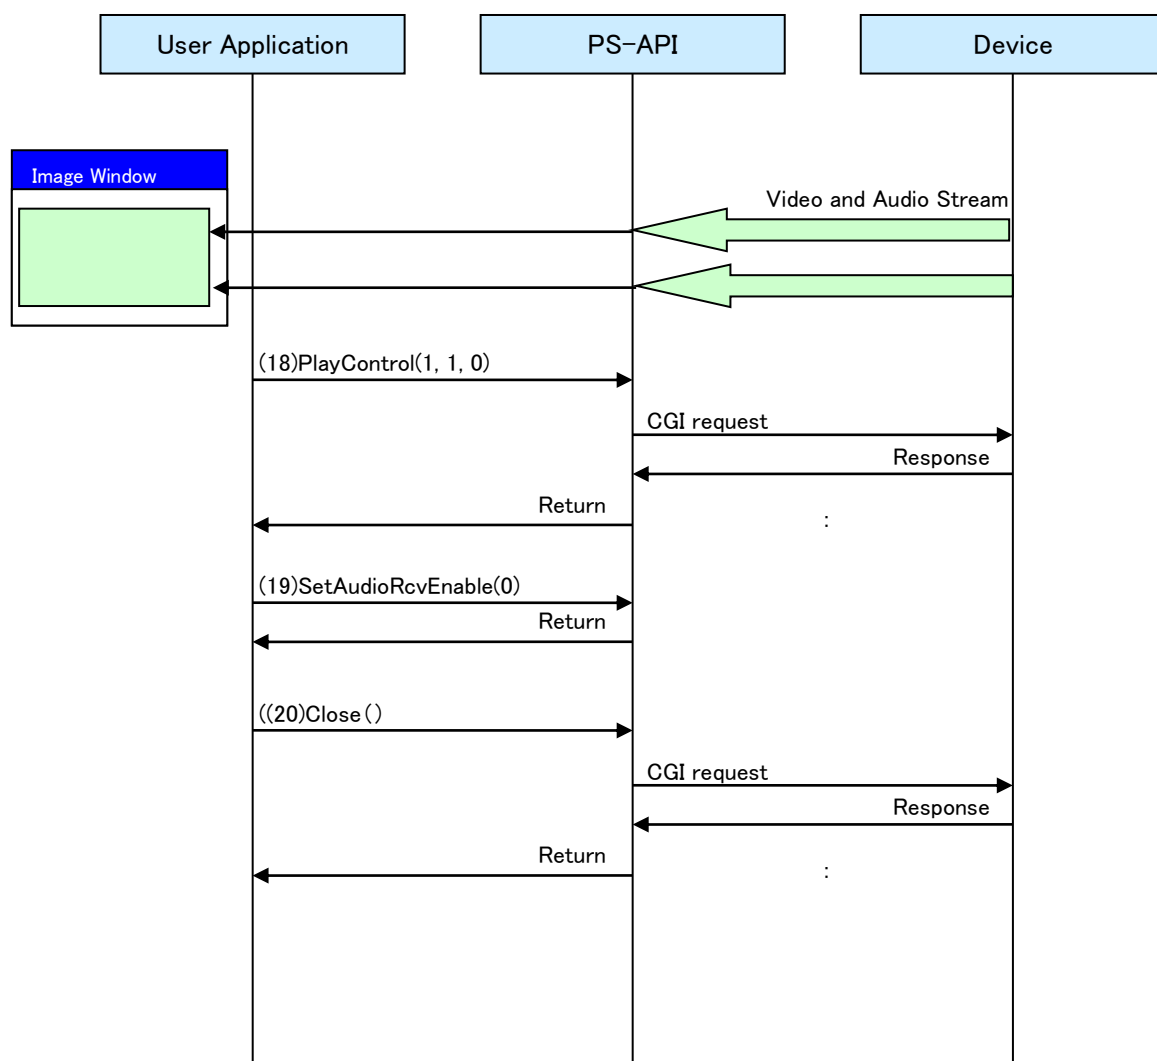 User Application
PS-API
Device
Image Window
Video and Audio Stream
(18)PlayControl(1, 1, 0)
CGI request
Response
Return
:
(19)SetAudioRcvEnable(0)
Return
((20)Close()
CGI request
Response
Return
: